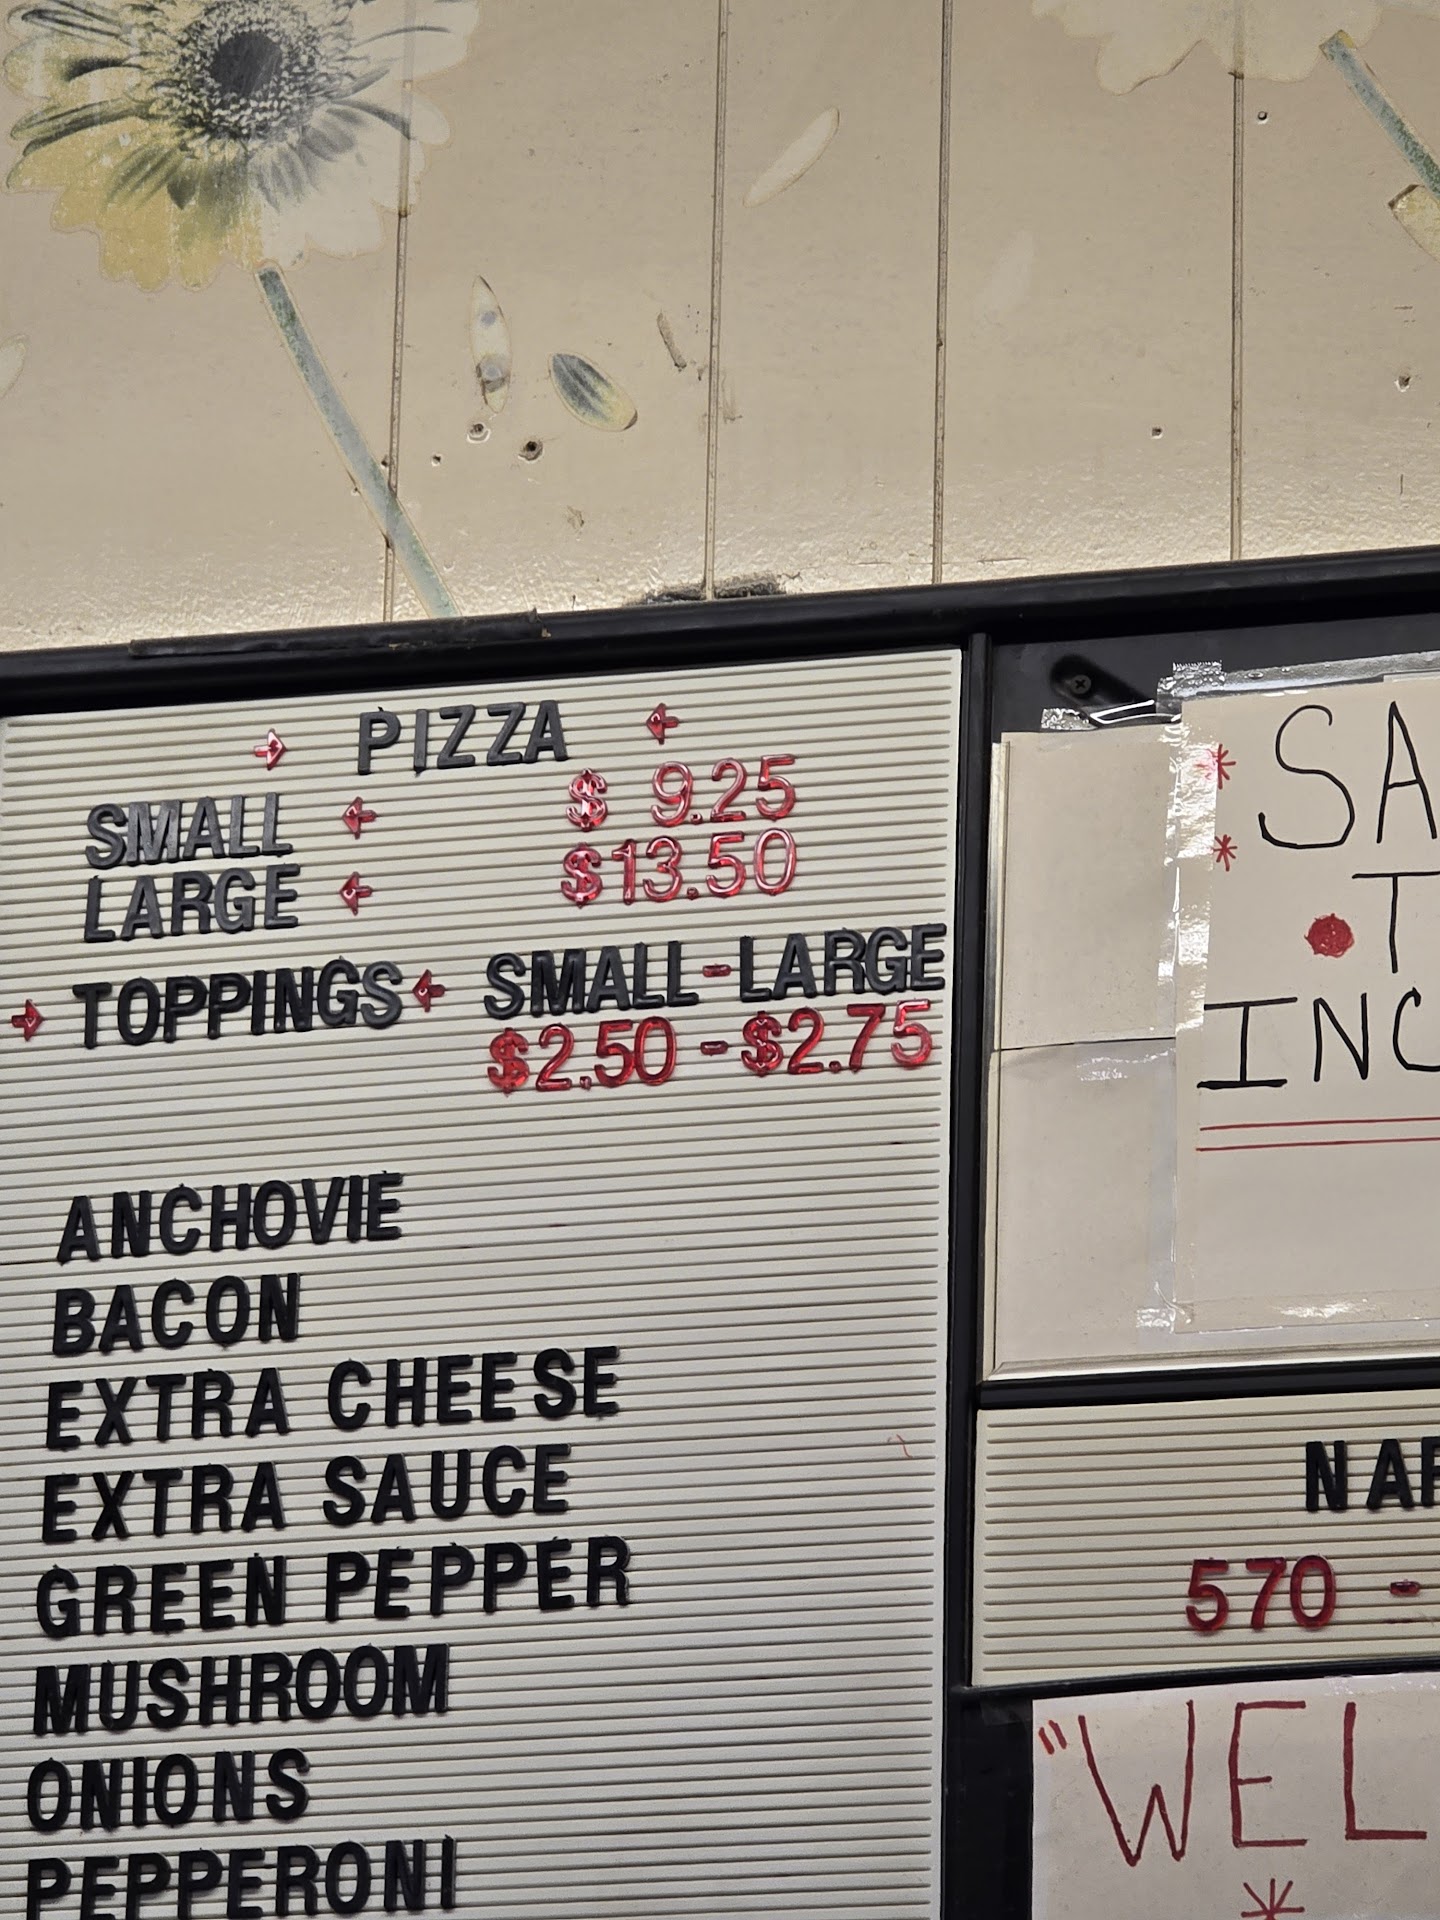 PIZZA
SMALL $ 9.25
LARGE $13.50
TOPPINGS SMALL-LARGE
$2.50 - $2.75
ANCHOVIE
BACON
EXTRA CHEESE
EXTRA SAUCE
GREEN PEPPER
MUSHROOM
ONIONS
PEPPERONI
SA
T
INC
NAP
570 -
"WEL